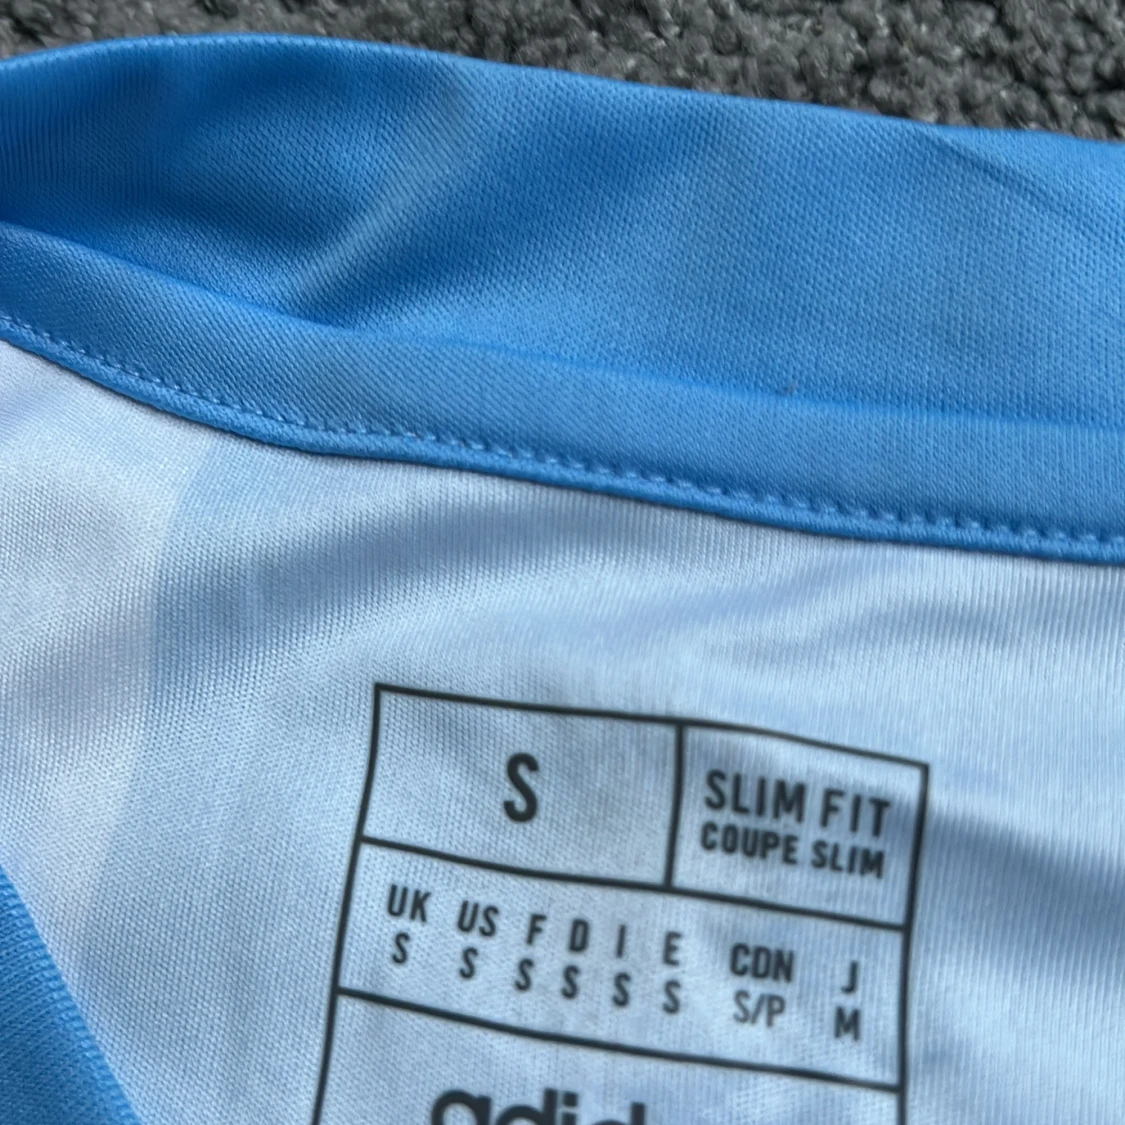 S
SLIM FIT
COUPE SLIM
UK US F D I E CDN J
S S S S S S S/P M